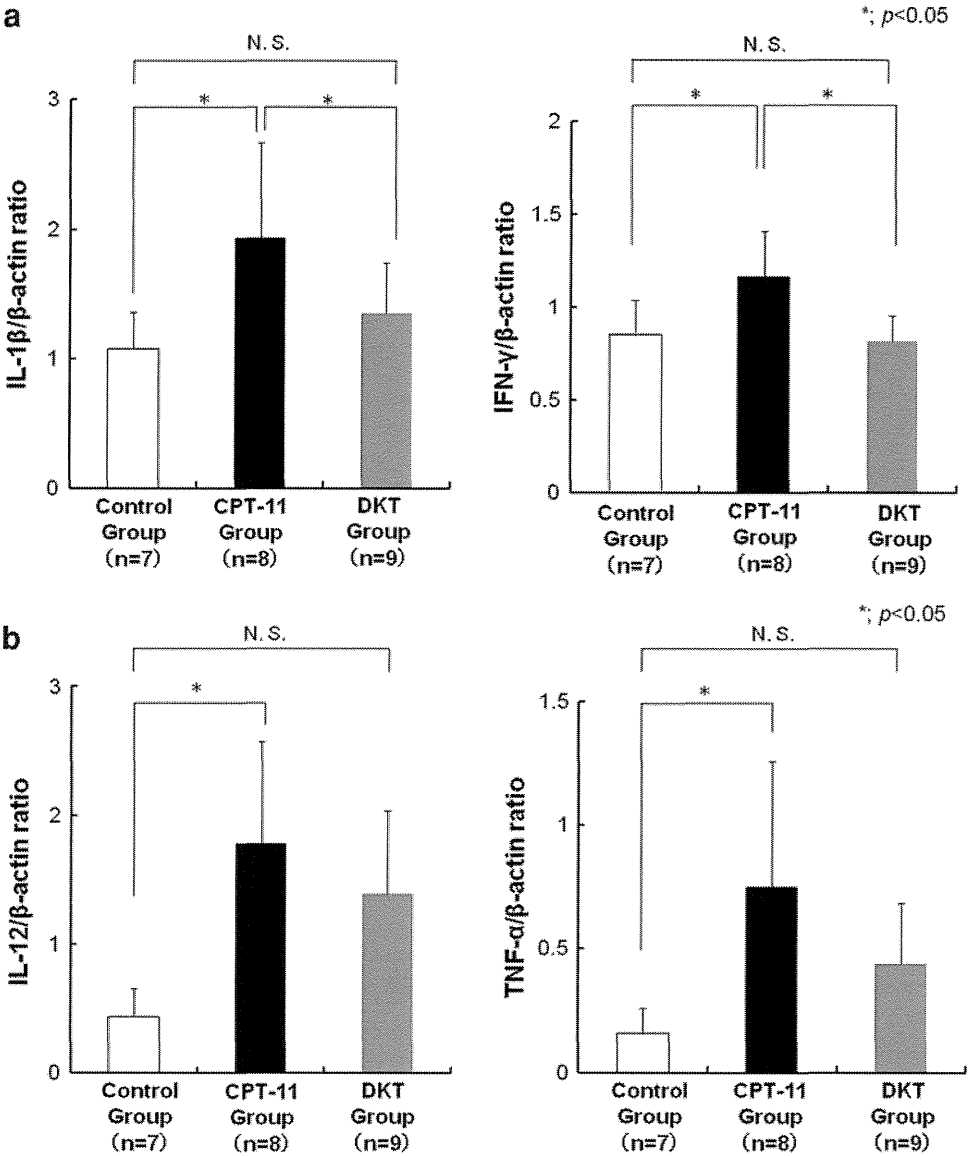 a
*; p<0.05
N. S.
*
*
3
2
1
0
IL-1β/β-actin ratio
Control Group (n=7)
CPT-11 Group (n=8)
DKT Group (n=9)
N. S.
*
*
2
1.5
1
0.5
0
IFN-γ/β-actin ratio
Control Group (n=7)
CPT-11 Group (n=8)
DKT Group (n=9)
b
*; p<0.05
N. S.
*
3
2
1
0
IL-12/β-actin ratio
Control Group (n=7)
CPT-11 Group (n=8)
DKT Group (n=9)
N. S.
*
1.5
1
0.5
0
TNF-α/β-actin ratio
Control Group (n=7)
CPT-11 Group (n=8)
DKT Group (n=9)